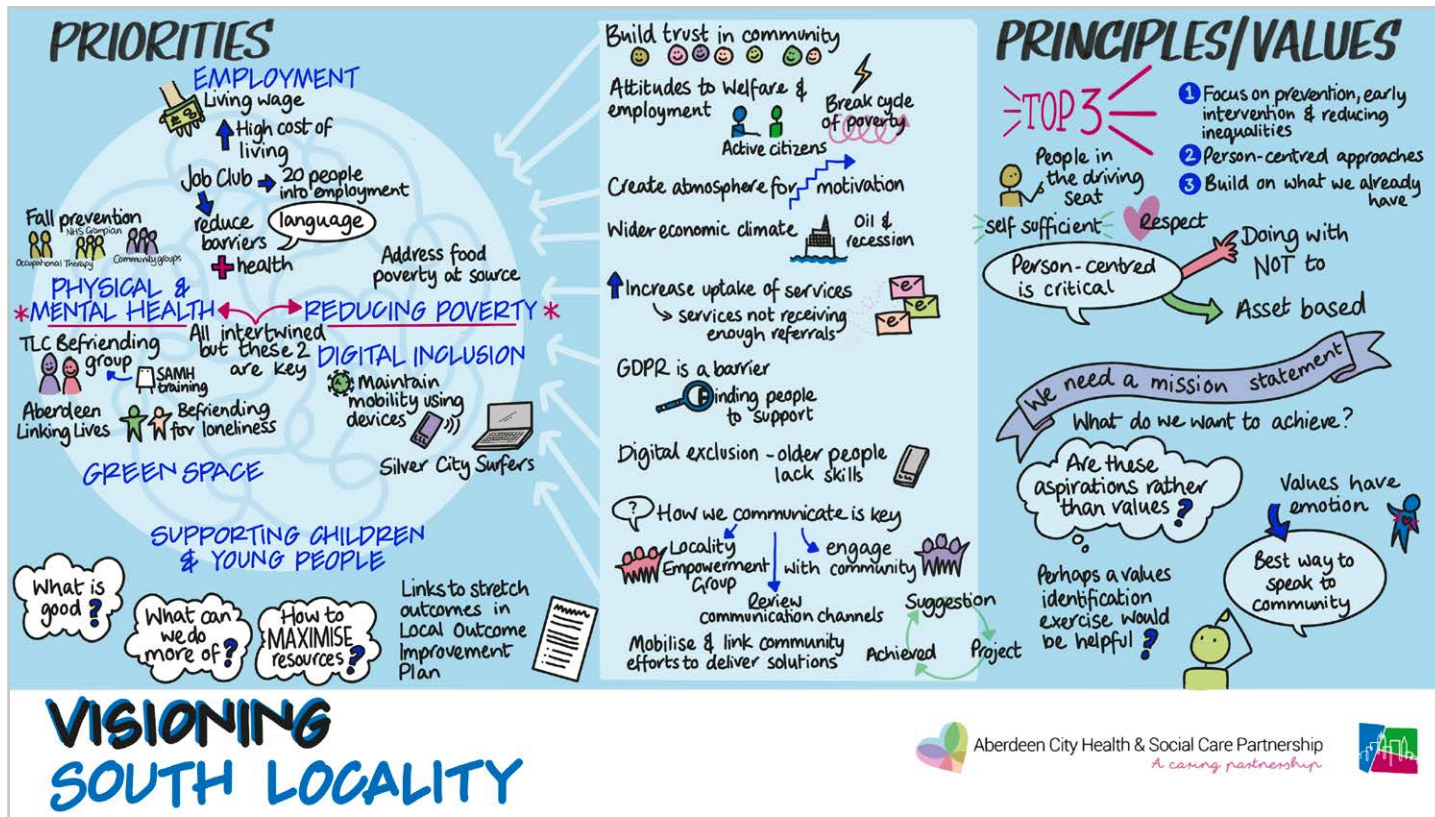 PRIORITIES
EMPLOYMENT
Living wage
High cost of
living
Job Club
20 people
into employment
reduce
barriers
language
health
Fall prevention
NHS Grampian
Occupational Therapy
Community groups
Address food
poverty at source
PHYSICAL &
*MENTAL HEALTH
REDUCING POVERTY *
All intertwined
but these 2
are key
TLC Befriending
group
SAMH
training
Aberdeen
Linking Lives
Befriending
for loneliness
DIGITAL INCLUSION
Maintain
mobility using
devices
Silver City Surfers
GREEN SPACE
SUPPORTING CHILDREN
& YOUNG PEOPLE
What is
good?
What can
we do
more of?
How to
MAXIMISE
resources?
Links to stretch
outcomes in
Local Outcome
Improvement
Plan
Build trust in community
Attitudes to Welfare &
employment
Active citizens
Break cycle
of poverty
Create atmosphere for motivation
Wider economic climate
Oil &
recession
Increase uptake of services
services not receiving
enough referrals
e
e
e
GDPR is a barrier
Finding people
to support
Digital exclusion - older people
lack skills
?
How we communicate is key
Locality
Empowerment
Group
engage
with community
Review
communication channels
Mobilise & link community
efforts to deliver solutions
Suggestion
Project
Achieved
PRINCIPLES/VALUES
TOP 3
1 Focus on prevention, early
intervention & reducing
inequalities
2 Person-centred approaches
3 Build on what we already
have
People in
the driving
seat
self sufficient
Respect
Person-centred
is critical
Doing with
NOT to
Asset based
We need a mission statement
What do we want to achieve?
Are these
aspirations rather
than values?
Values have
emotion
Best way to
speak to
community
Perhaps a values
identification
exercise would
be helpful?
VISIONING
SOUTH LOCALITY
Aberdeen City Health & Social Care Partnership
A caring partnership